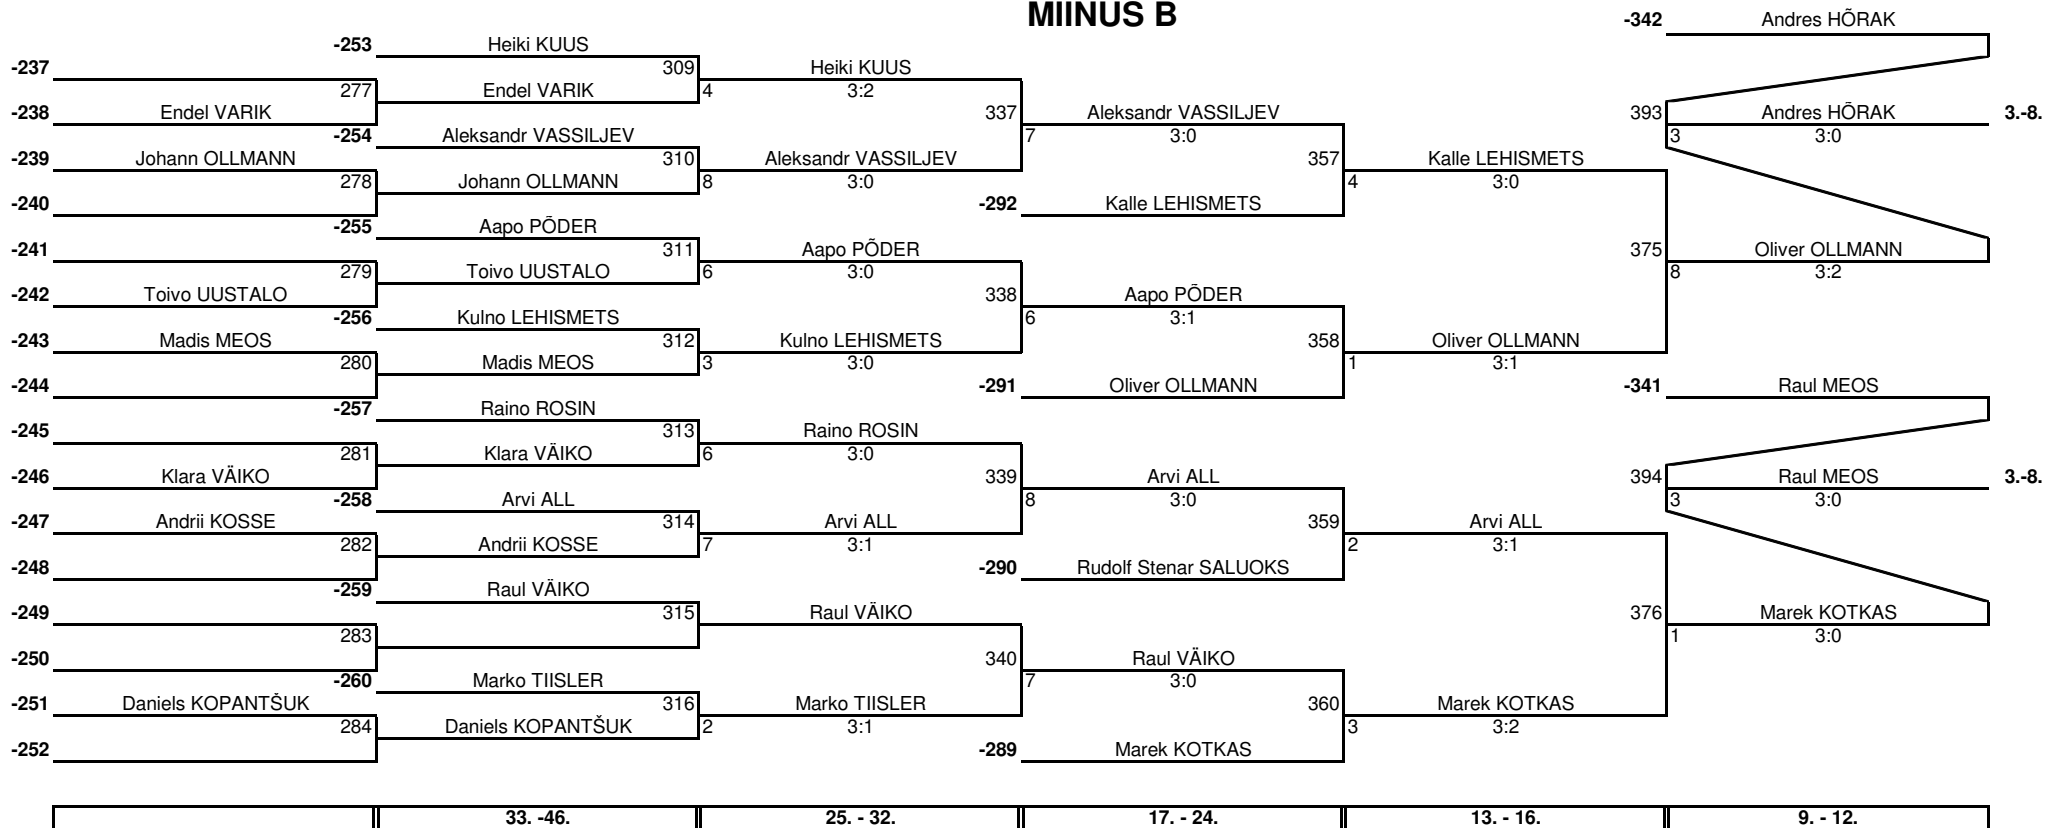 MIINUS B
-342 Andres HÕRAK
-253 Heiki KUUS
-237 309 Heiki KUUS
277 Endel VARIK 4 3:2
-238 Endel VARIK 337 Aleksandr VASSILJEV 393 Andres HÕRAK 3.-8.
-254 Aleksandr VASSILJEV 7 3:0 3 3:0
-239 Johann OLLMANN 310 Aleksandr VASSILJEV 357 Kalle LEHISMETS
278 Johann OLLMANN 8 3:0 4 3:0
-240 -292 Kalle LEHISMETS
-255 Aapo PÕDER
-241 311 Aapo PÕDER 375 Oliver OLLMANN
279 Toivo UUSTALO 6 3:0 8 3:2
-242 Toivo UUSTALO 338 Aapo PÕDER
-256 Kulno LEHISMETS 6 3:1
-243 Madis MEOS 312 Kulno LEHISMETS 358 Oliver OLLMANN
280 Madis MEOS 3 3:0 1 3:1
-244 -291 Oliver OLLMANN -341 Raul MEOS
-257 Raino ROSIN
-245 313 Raino ROSIN
281 Klara VÄIKO 6 3:0
-246 Klara VÄIKO 339 Arvi ALL 394 Raul MEOS 3.-8.
-258 Arvi ALL 8 3:0 3 3:0
-247 Andrii KOSSE 314 Arvi ALL 359 Arvi ALL
282 Andrii KOSSE 7 3:1 2 3:1
-248 -290 Rudolf Stenar SALUOKS
-259 Raul VÄIKO
-249 315 Raul VÄIKO 376 Marek KOTKAS
283 1 3:0
-250 340 Raul VÄIKO
-260 Marko TIISLER 7 3:0
-251 Daniels KOPANTŠUK 316 Marko TIISLER 360 Marek KOTKAS
284 Daniels KOPANTŠUK 2 3:1 3 3:2
-252 -289 Marek KOTKAS
33. -46. 25. - 32. 17. - 24. 13. - 16. 9. - 12.